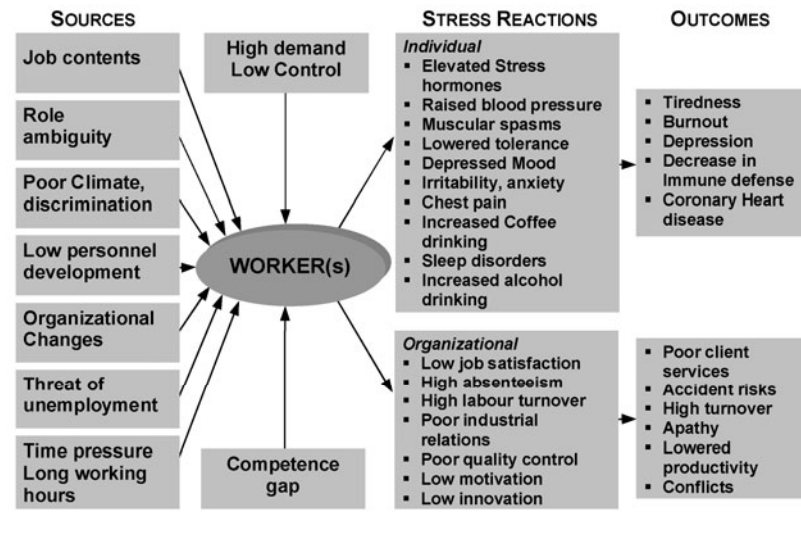 SOURCES
Job contents
Role
ambiguity
Poor Climate,
discrimination
Low personnel
development
Organizational
Changes
Threat of
unemployment
Time pressure
Long working
hours
High demand
Low Control
WORKER(s)
Competence
gap
STRESS REACTIONS
Individual
▪ Elevated Stress
hormones
▪ Raised blood pressure
▪ Muscular spasms
▪ Lowered tolerance
▪ Depressed Mood
▪ Irritability, anxiety
▪ Chest pain
▪ Increased Coffee
drinking
▪ Sleep disorders
▪ Increased alcohol
drinking
Organizational
▪ Low job satisfaction
▪ High absenteeism
▪ High labour turnover
▪ Poor industrial
relations
▪ Poor quality control
▪ Low motivation
▪ Low innovation
OUTCOMES
▪ Tiredness
▪ Burnout
▪ Depression
▪ Decrease in
Immune defense
▪ Coronary Heart
disease
▪ Poor client
services
▪ Accident risks
▪ High turnover
▪ Apathy
▪ Lowered
productivity
▪ Conflicts